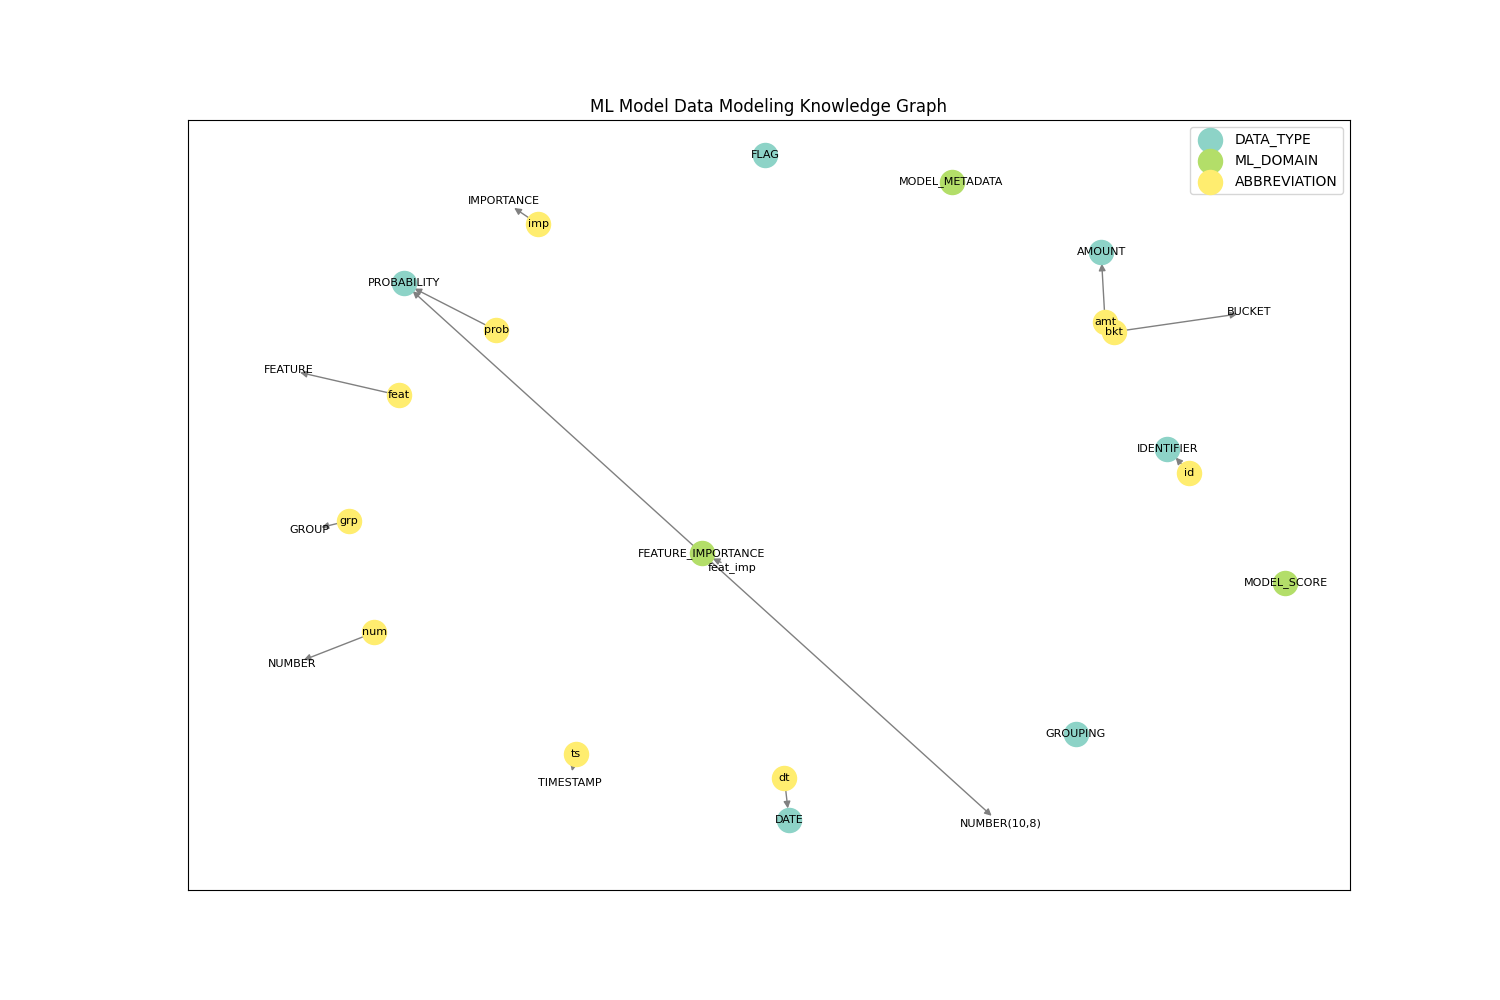 ML Model Data Modeling Knowledge Graph
DATA_TYPE
ML_DOMAIN
ABBREVIATION
FLAG
MODEL_METADATA
IMPORTANCE
imp
AMOUNT
PROBABILITY
BUCKET
amt
bkt
prob
FEATURE
feat
IDENTIFIER
id
grp
GROUP
FEATURE_IMPORTANCE
feat_imp
MODEL_SCORE
num
NUMBER
GROUPING
ts
TIMESTAMP
dt
DATE
NUMBER(10,8)